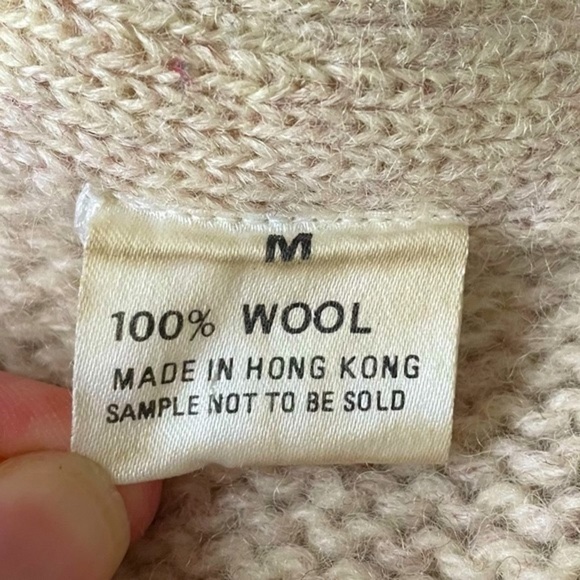 M
100% WOOL
MADE IN HONG KONG
SAMPLE NOT TO BE SOLD